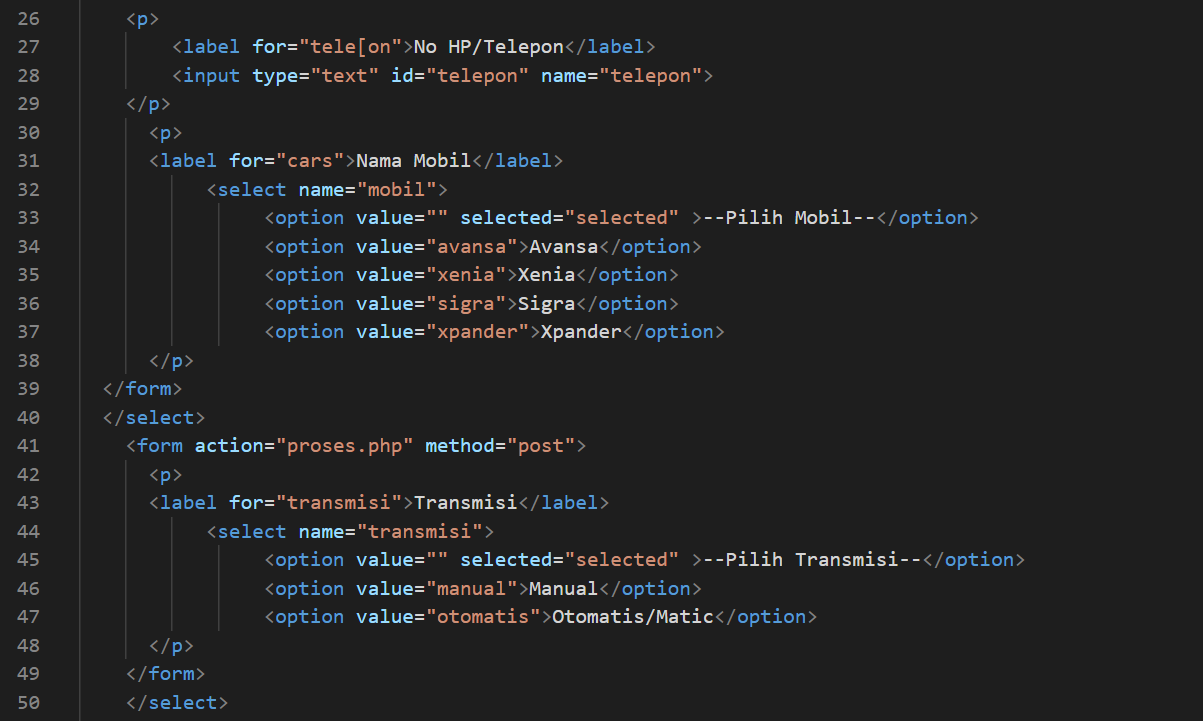 26 <p>
27 <label for="tele[on">No HP/Telepon</label>
28 <input type="text" id="telepon" name="telepon">
29 </p>
30 <p>
31 <label for="cars">Nama Mobil</label>
32 <select name="mobil">
33 <option value="" selected="selected" >--Pilih Mobil--</option>
34 <option value="avansa">Avansa</option>
35 <option value="xenia">Xenia</option>
36 <option value="sigra">Sigra</option>
37 <option value="xpander">Xpander</option>
38 </p>
39 </form>
40 </select>
41 <form action="proses.php" method="post">
42 <p>
43 <label for="transmisi">Transmisi</label>
44 <select name="transmisi">
45 <option value="" selected="selected" >--Pilih Transmisi--</option>
46 <option value="manual">Manual</option>
47 <option value="otomatis">Otomatis/Matic</option>
48 </p>
49 </form>
50 </select>